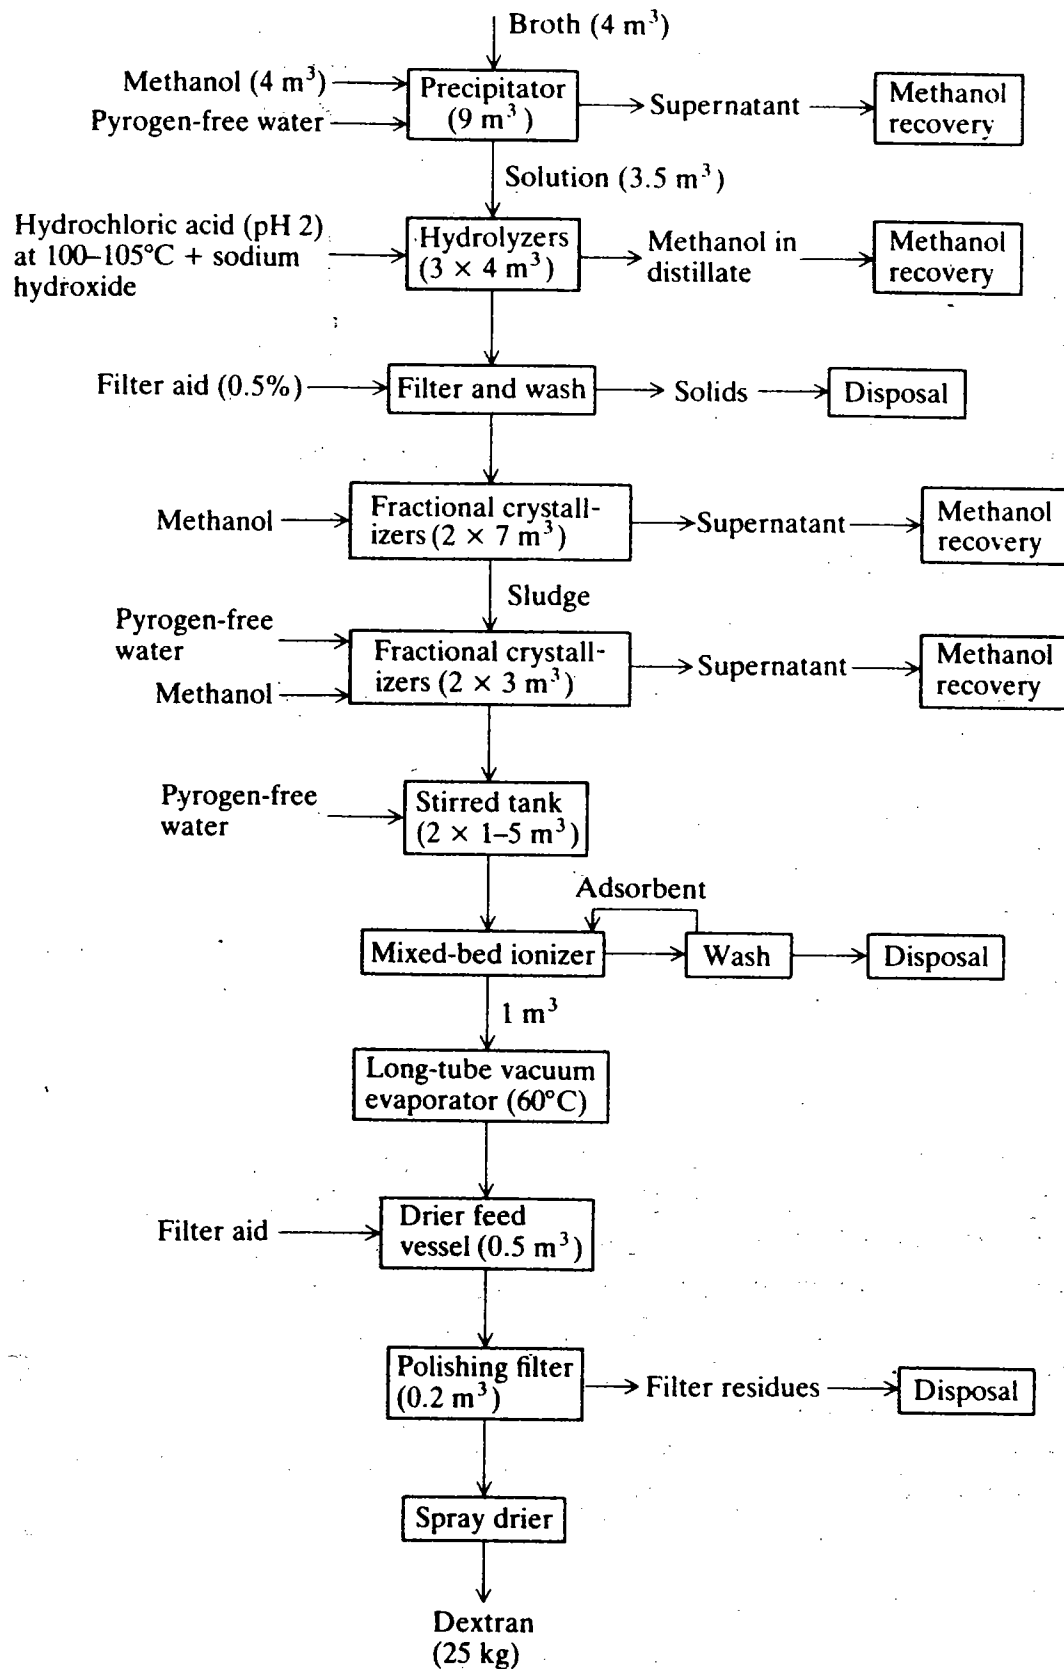 Broth (4 m³)
Methanol (4 m³)
Pyrogen-free water
Precipitator
(9 m³)
Supernatant
Methanol
recovery
Solution (3.5 m³)
Hydrochloric acid (pH 2)
at 100–105°C + sodium
hydroxide
Hydrolyzers
(3 × 4 m³)
Methanol in
distillate
Methanol
recovery
Filter aid (0.5%)
Filter and wash
Solids
Disposal
Methanol
Fractional crystall-
izers (2 × 7 m³)
Supernatant
Methanol
recovery
Sludge
Pyrogen-free
water
Methanol
Fractional crystall-
izers (2 × 3 m³)
Supernatant
Methanol
recovery
Pyrogen-free
water
Stirred tank
(2 × 1–5 m³)
Adsorbent
Mixed-bed ionizer
Wash
Disposal
1 m³
Long-tube vacuum
evaporator (60°C)
Filter aid
Drier feed
vessel (0.5 m³)
Polishing filter
(0.2 m³)
Filter residues
Disposal
Spray drier
Dextran
(25 kg)